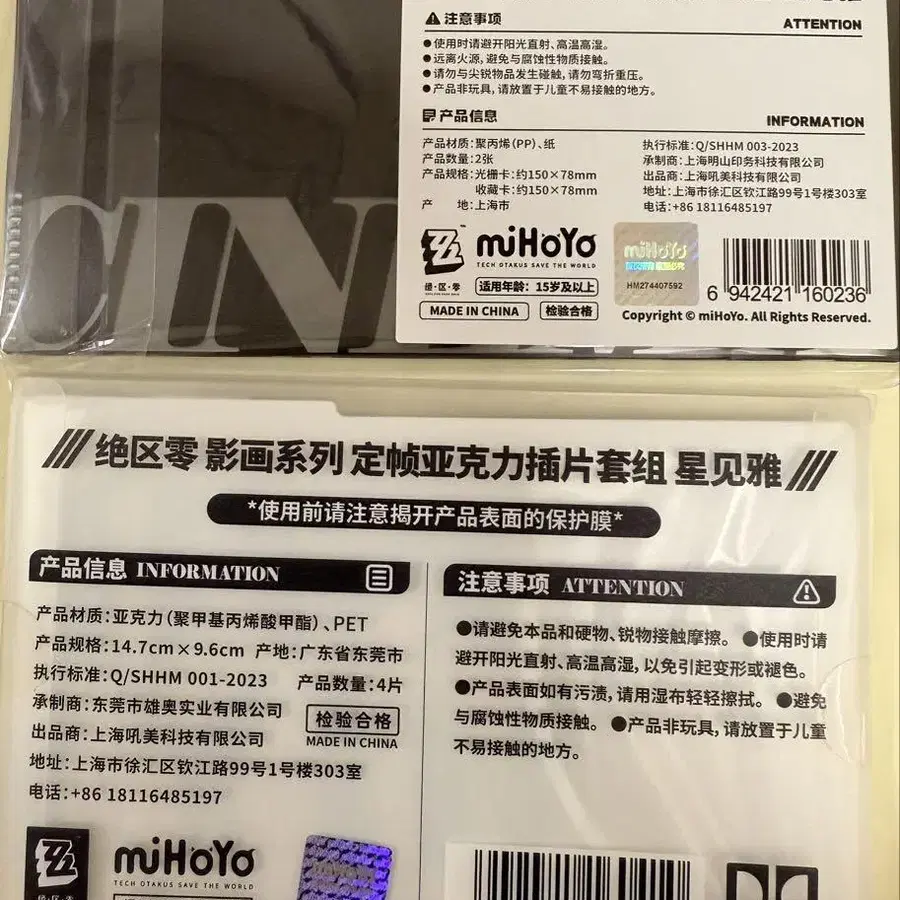 注意事项
ATTENTION
●使用时请避开阳光直射、高温高湿。
●远离火源,避免与腐蚀性物质接触。
●请勿与尖锐物品发生碰触,请勿弯折重压。
●产品非玩具,请放置于儿童不易接触的地方。
产品信息
INFORMATION
产品材质:聚丙烯(PP)、纸
产品数量:2张
产品规格:光栅卡:约150×78mm
收藏卡:约150×78mm
产 地:上海市
执行标准:Q/SHHM 003-2023
承制商:上海明山印务科技有限公司
出品商:上海吼美科技有限公司
地址:上海市徐汇区钦江路99号1号楼303室
电话:+86 18116485197
miHoYo
TECH OTAKUS SAVE THE WORLD
绝·区·零
适用年龄:15岁及以上
MADE IN CHINA
检验合格
miHoYo
HM274407592
6 942421 160236
Copyright © miHoYo. All Rights Reserved.
绝区零 影画系列 定帧亚克力插片套组 星见雅
*使用前请注意揭开产品表面的保护膜*
产品信息 INFORMATION
产品材质:亚克力(聚甲基丙烯酸甲酯)、PET
产品规格:14.7cm×9.6cm 产地:广东省东莞市
执行标准:Q/SHHM 001-2023 产品数量:4片
承制商:东莞市雄奥实业有限公司
出品商:上海吼美科技有限公司
地址:上海市徐汇区钦江路99号1号楼303室
电话:+86 18116485197
检验合格
MADE IN CHINA
注意事项 ATTENTION
●请避免本品和硬物、锐物接触摩擦。 ●使用时请
避开阳光直射、高温高湿,以免引起变形或褪色。
●产品表面如有污渍,请用湿布轻轻擦拭。 ●避免
与腐蚀性物质接触。 ●产品非玩具,请放置于儿童
不易接触的地方。
miHoYo
TECH OTAKUS SAVE THE WORLD